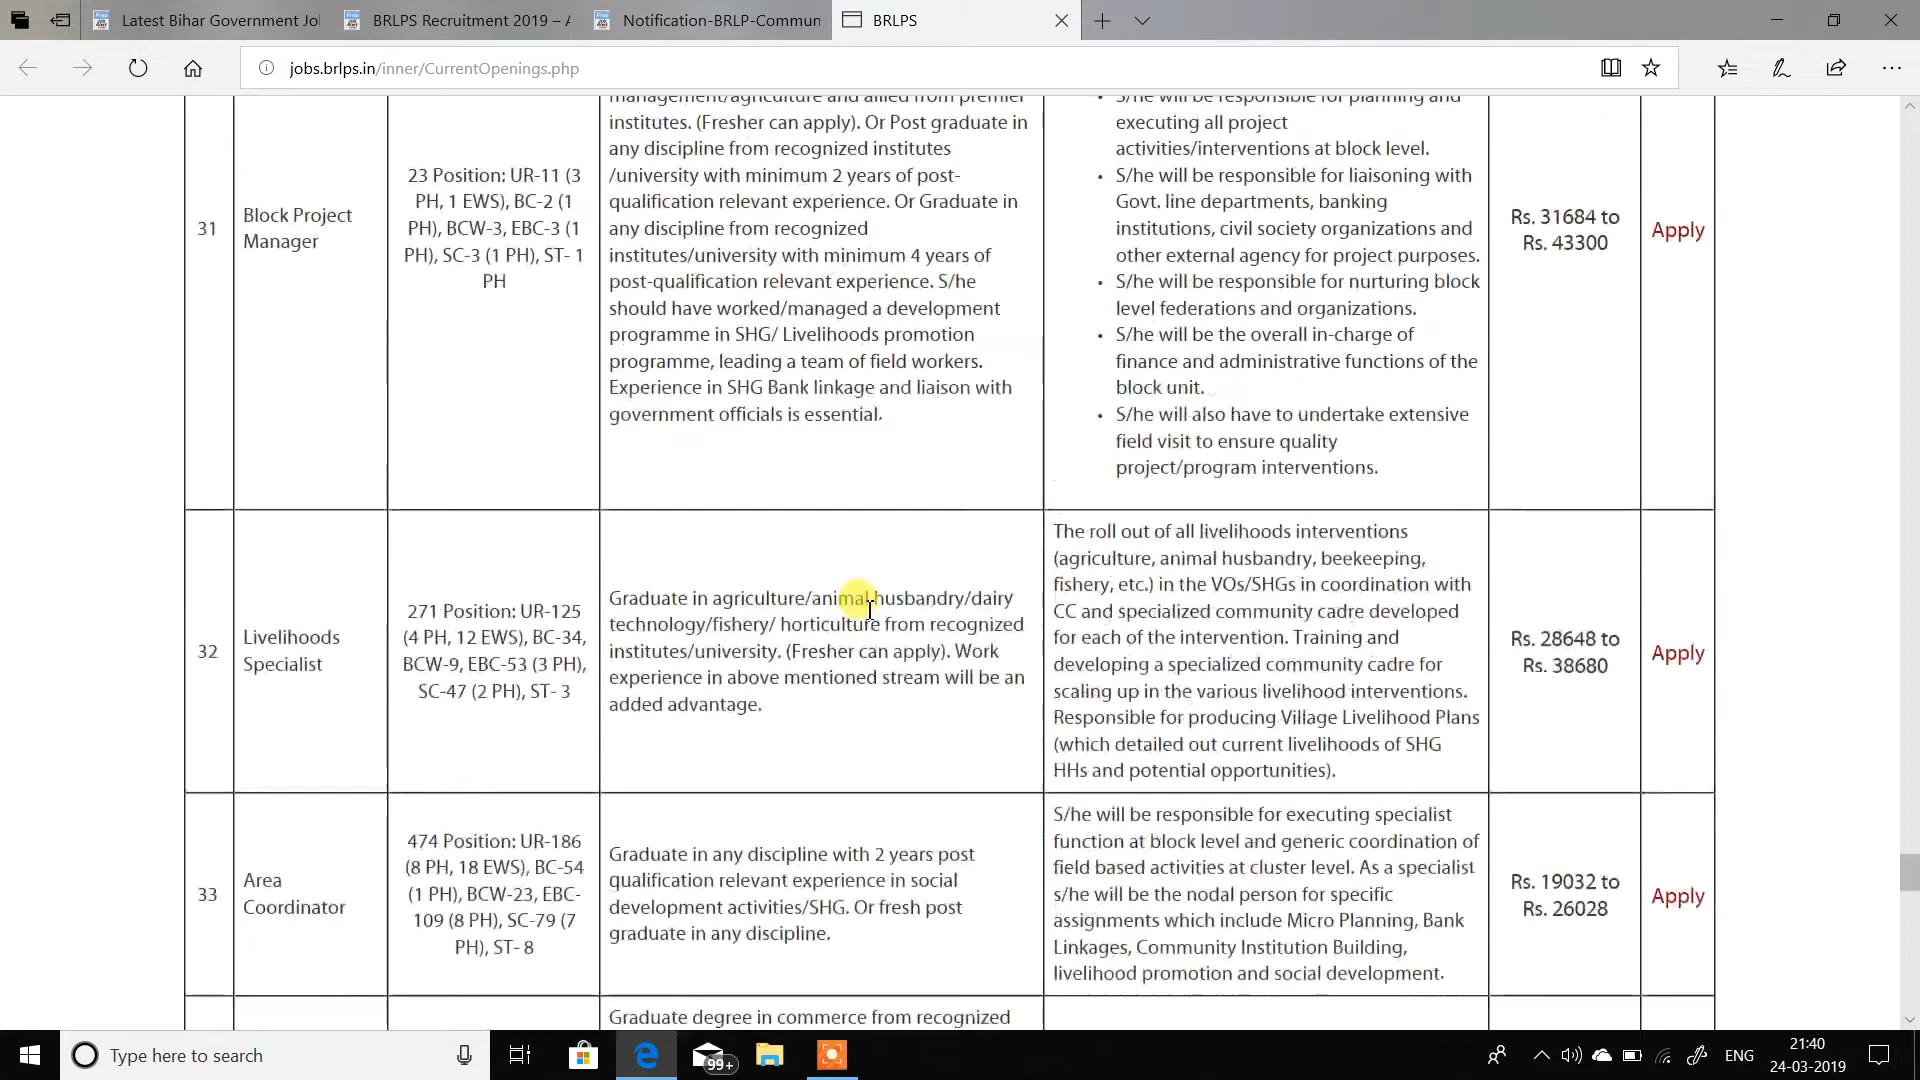 Latest Bihar Government Jol
BRLPS Recruitment 2019 – A
Notification-BRLP-Commun
BRLPS
jobs.brlps.in/inner/CurrentOpenings.php
31
Block Project
Manager
23 Position: UR-11 (3
PH, 1 EWS), BC-2 (1
PH), BCW-3, EBC-3 (1
PH), SC-3 (1 PH), ST- 1
PH
management/agriculture and allied from premier
institutes. (Fresher can apply). Or Post graduate in
any discipline from recognized institutes
/university with minimum 2 years of post-
qualification relevant experience. Or Graduate in
any discipline from recognized
institutes/university with minimum 4 years of
post-qualification relevant experience. S/he
should have worked/managed a development
programme in SHG/ Livelihoods promotion
programme, leading a team of field workers.
Experience in SHG Bank linkage and liaison with
government officials is essential.
• S/he will be responsible for planning and
executing all project
activities/interventions at block level.
• S/he will be responsible for liaisoning with
Govt. line departments, banking
institutions, civil society organizations and
other external agency for project purposes.
• S/he will be responsible for nurturing block
level federations and organizations.
• S/he will be the overall in-charge of
finance and administrative functions of the
block unit.
• S/he will also have to undertake extensive
field visit to ensure quality
project/program interventions.
Rs. 31684 to
Rs. 43300
Apply
32
Livelihoods
Specialist
271 Position: UR-125
(4 PH, 12 EWS), BC-34,
BCW-9, EBC-53 (3 PH),
SC-47 (2 PH), ST- 3
Graduate in agriculture/animal husbandry/dairy
technology/fishery/ horticulture from recognized
institutes/university. (Fresher can apply). Work
experience in above mentioned stream will be an
added advantage.
The roll out of all livelihoods interventions
(agriculture, animal husbandry, beekeeping,
fishery, etc.) in the VOs/SHGs in coordination with
CC and specialized community cadre developed
for each of the intervention. Training and
developing a specialized community cadre for
scaling up in the various livelihood interventions.
Responsible for producing Village Livelihood Plans
(which detailed out current livelihoods of SHG
HHs and potential opportunities).
Rs. 28648 to
Rs. 38680
Apply
33
Area
Coordinator
474 Position: UR-186
(8 PH, 18 EWS), BC-54
(1 PH), BCW-23, EBC-
109 (8 PH), SC-79 (7
PH), ST- 8
Graduate in any discipline with 2 years post
qualification relevant experience in social
development activities/SHG. Or fresh post
graduate in any discipline.
S/he will be responsible for executing specialist
function at block level and generic coordination of
field based activities at cluster level. As a specialist
s/he will be the nodal person for specific
assignments which include Micro Planning, Bank
Linkages, Community Institution Building,
livelihood promotion and social development.
Rs. 19032 to
Rs. 26028
Apply
Graduate degree in commerce from recognized
Type here to search
99+
ENG
21:40
24-03-2019